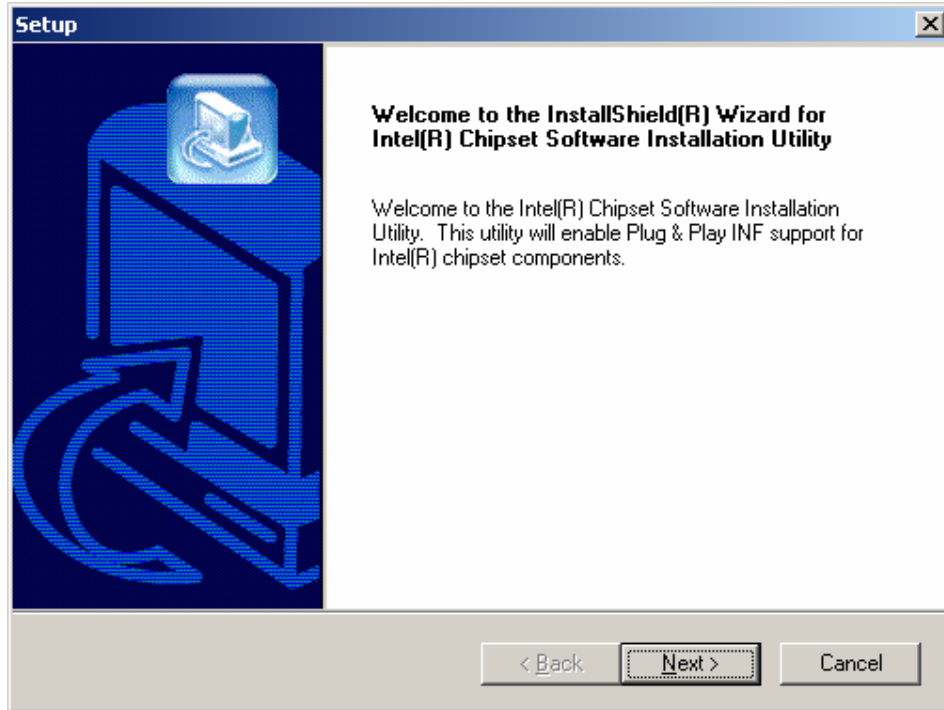 Setup
Welcome to the InstallShield(R) Wizard for
Intel(R) Chipset Software Installation Utility
Welcome to the Intel(R) Chipset Software Installation
Utility.  This utility will enable Plug & Play INF support for
Intel(R) chipset components.
< Back
Next >
Cancel